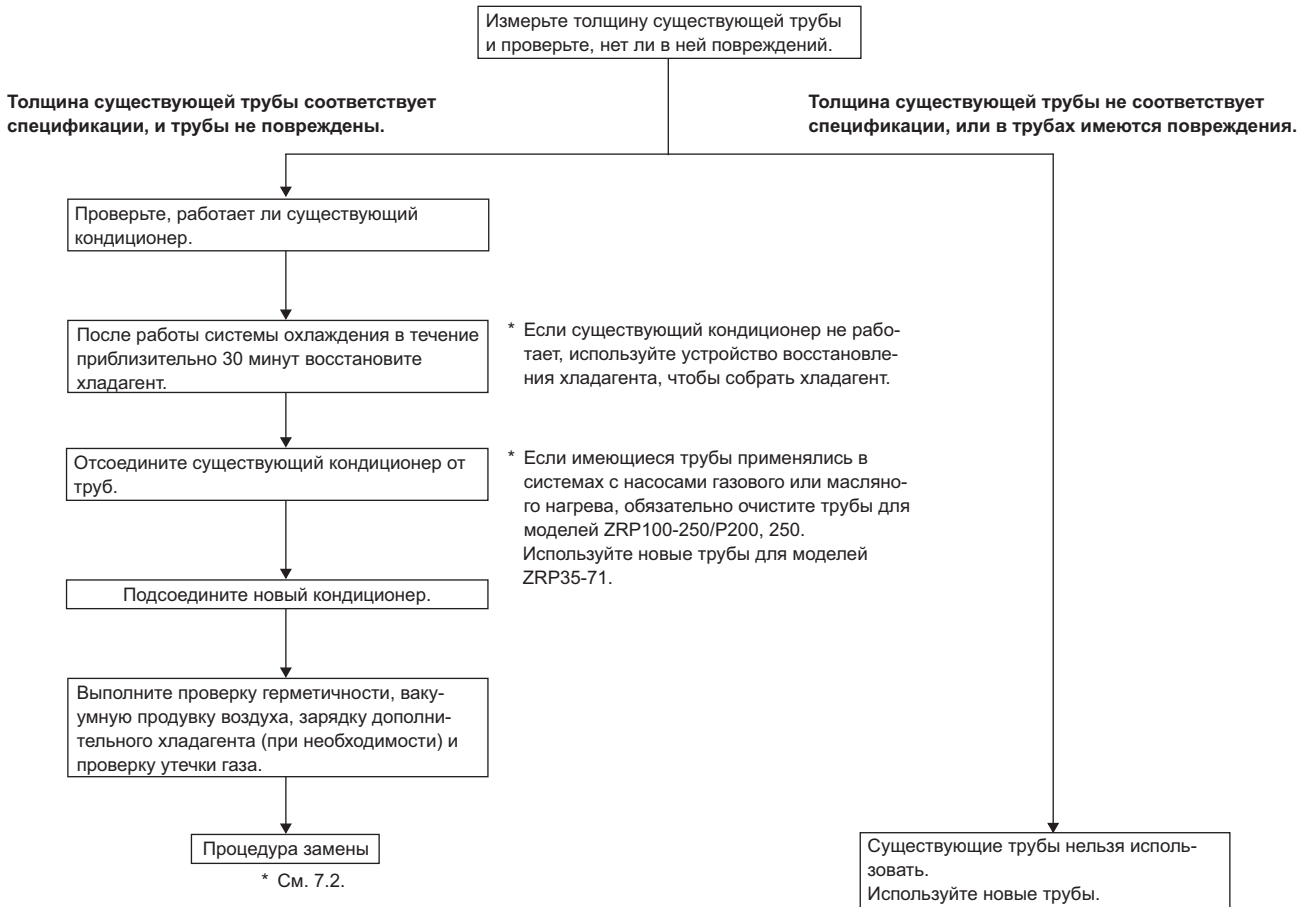 Измерьте толщину существующей трубы
и проверьте, нет ли в ней повреждений.
Толщина существующей трубы соответствует
спецификации, и трубы не повреждены.
Толщина существующей трубы не соответствует
спецификации, или в трубах имеются повреждения.
Проверьте, работает ли существующий
кондиционер.
После работы системы охлаждения в течение
приблизительно 30 минут восстановите
хладагент.
* Если существующий кондиционер не рабо-
тает, используйте устройство восстановле-
ния хладагента, чтобы собрать хладагент.
Отсоедините существующий кондиционер от
труб.
* Если имеющиеся трубы применялись в
системах с насосами газового или масляно-
го нагрева, обязательно очистите трубы для
моделей ZRP100-250/P200, 250.
Используйте новые трубы для моделей
ZRP35-71.
Подсоедините новый кондиционер.
Выполните проверку герметичности, ваку-
умную продувку воздуха, зарядку дополни-
тельного хладагента (при необходимости) и
проверку утечки газа.
Процедура замены
* См. 7.2.
Существующие трубы нельзя исполь-
зовать.
Используйте новые трубы.